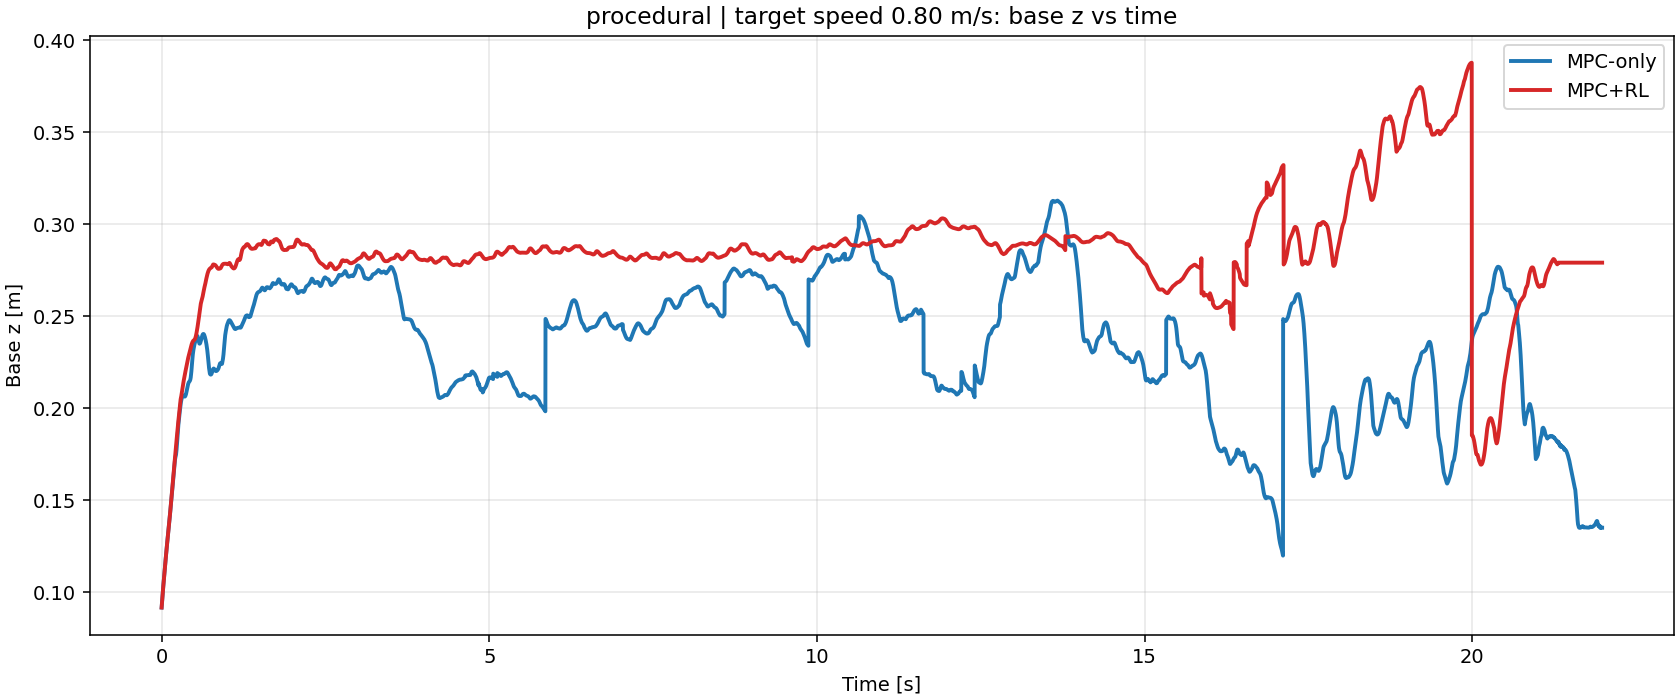 procedural | target speed 0.80 m/s: base z vs time
MPC-only
MPC+RL
Base z [m]
0.40
0.35
0.30
0.25
0.20
0.15
0.10
0
5
10
15
20
Time [s]